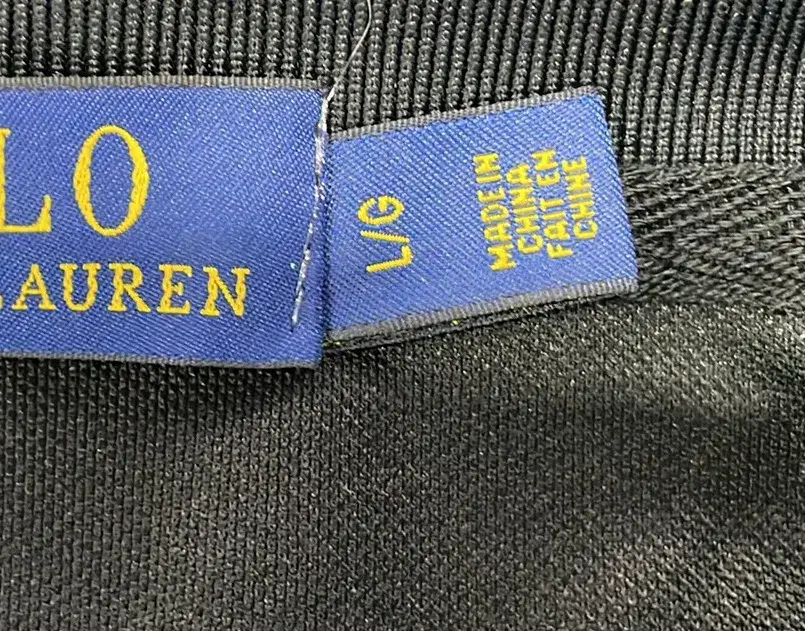 LO
LAUREN
L/G
MADE IN
CHINA
FAIT EN
CHINE